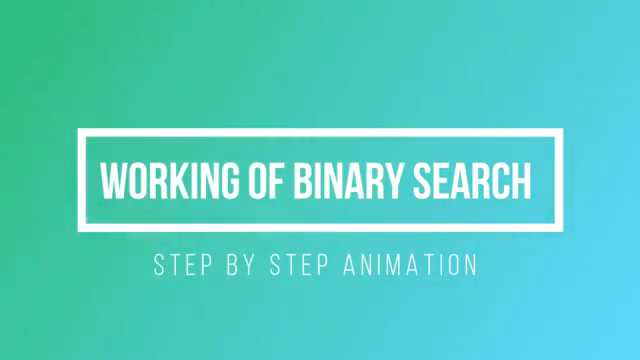 WORKING OF BINARY SEARCH
STEP BY STEP ANIMATION